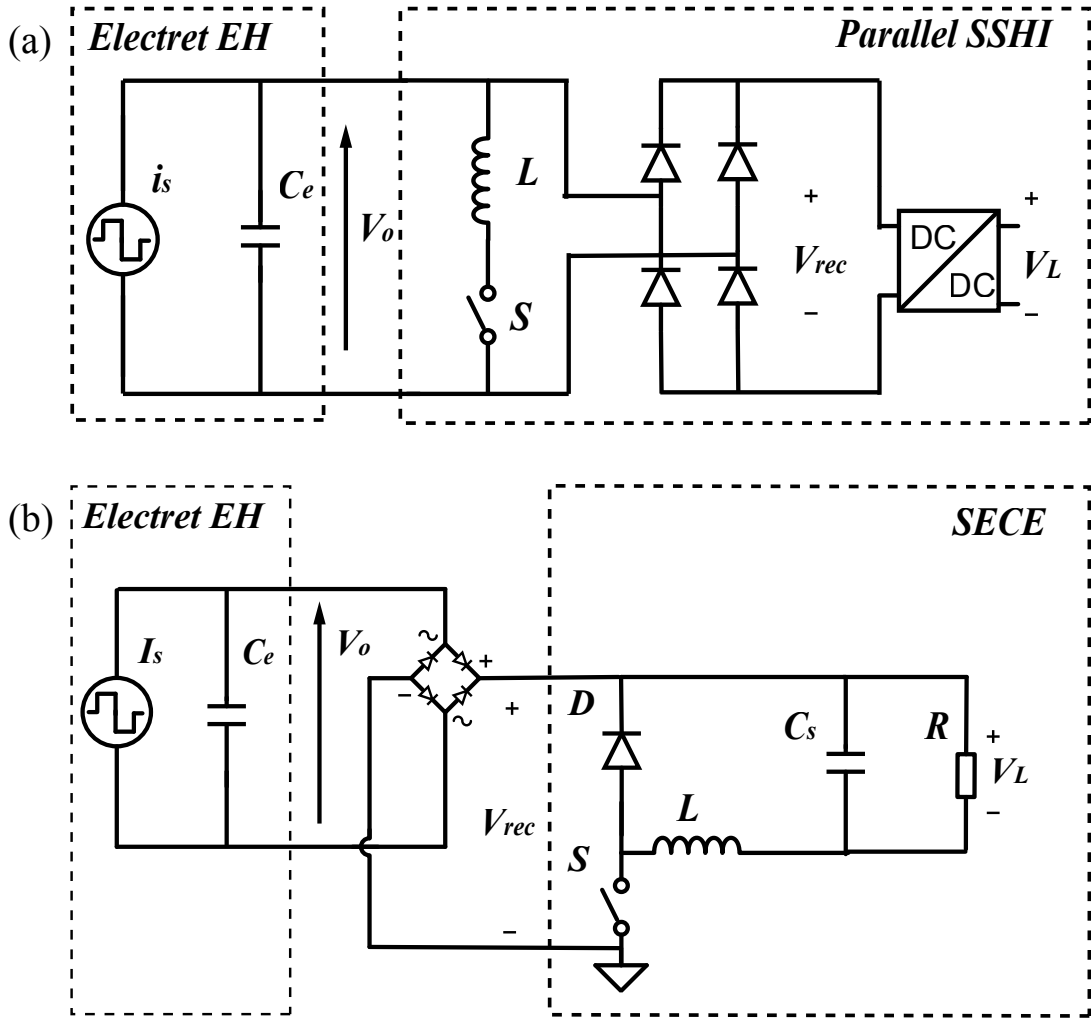 (a)
Electret EH
Parallel SSHI
is
Ce
Vo
L
S
+
Vrec
−
DC
DC
+
VL
−
(b)
Electret EH
SECE
Is
Ce
Vo
~
+
−
~
+
Vrec
−
D
S
L
Cs
R
+
VL
−